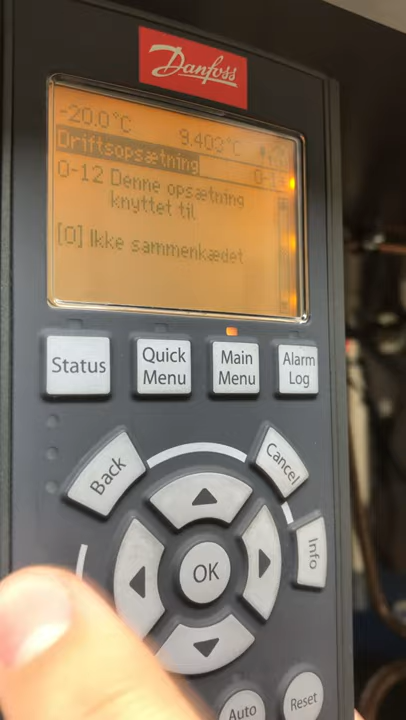 Danfoss
-20.0°C 9.403°C
Driftsopsætning
0-12 Denne opsætning
knyttet til
[0] Ikke sammenkædet
Status
Quick
Menu
Main
Menu
Alarm
Log
Back
Cancel
Info
OK
Auto
Reset